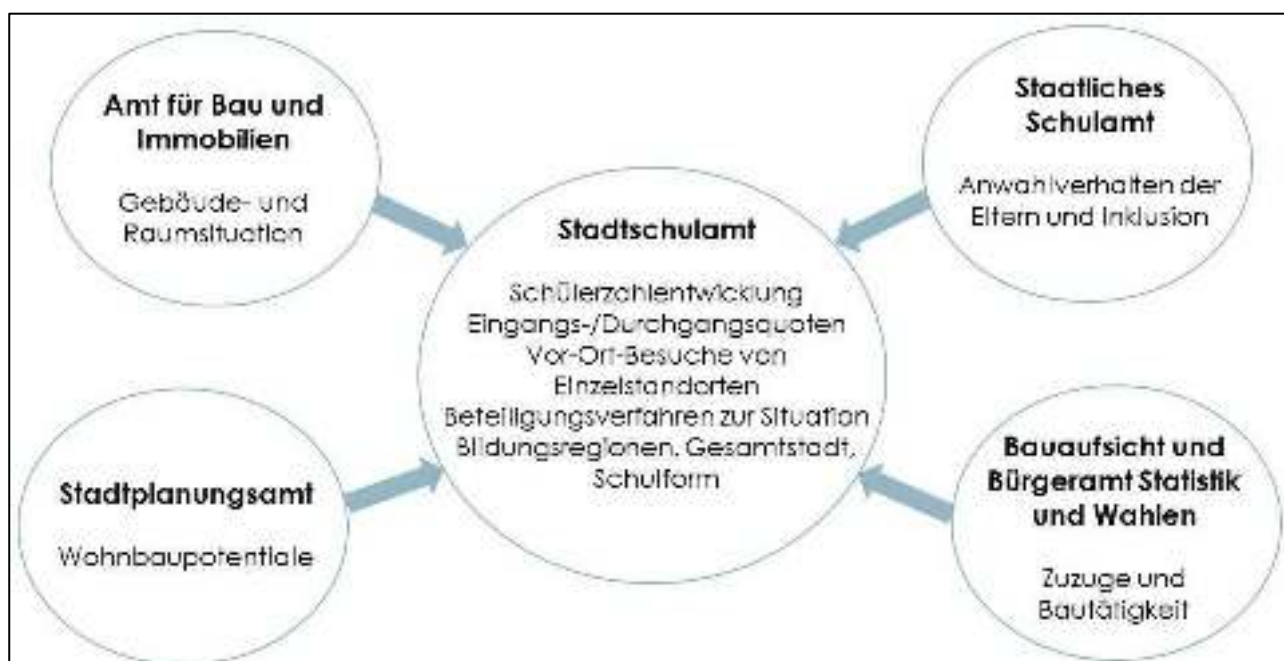 Amt für Bau und
Immobilien
Gebäude- und
Raumsituation
Staatliches
Schulamt
Anwahlverhalten der
Eltern und Inklusion
Stadtschulamt
Schülerzahlentwicklung
Eingangs-/Durchgangsquoten
Vor-Ort-Besuche von
Einzelstandorten
Beteiligungsverfahren zur Situation
Bildungsregionen, Gesamtstadt,
Schulform
Stadtplanungsamt
Wohnbaupotentiale
Bauaufsicht und
Bürgeramt Statistik
und Wahlen
Zuzuge und
Bautätigkeit